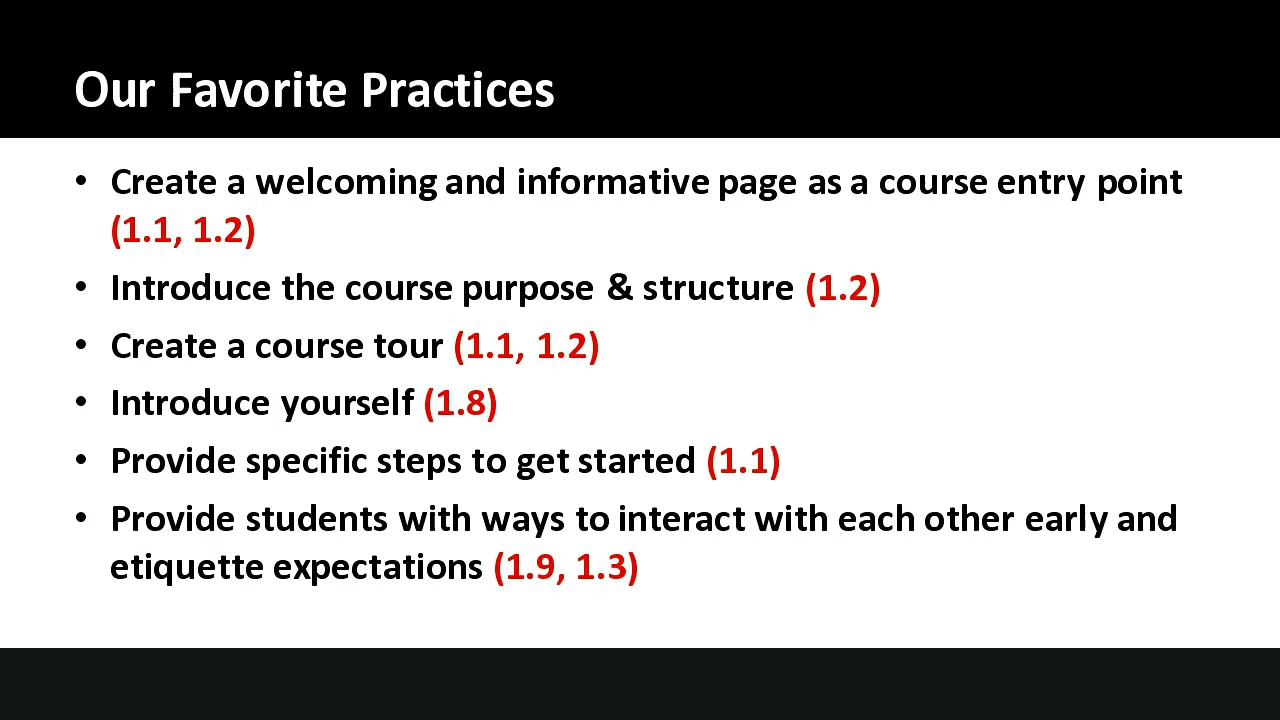 Our Favorite Practices
• Create a welcoming and informative page as a course entry point
(1.1, 1.2)
• Introduce the course purpose & structure (1.2)
• Create a course tour (1.1, 1.2)
• Introduce yourself (1.8)
• Provide specific steps to get started (1.1)
• Provide students with ways to interact with each other early and
etiquette expectations (1.9, 1.3)